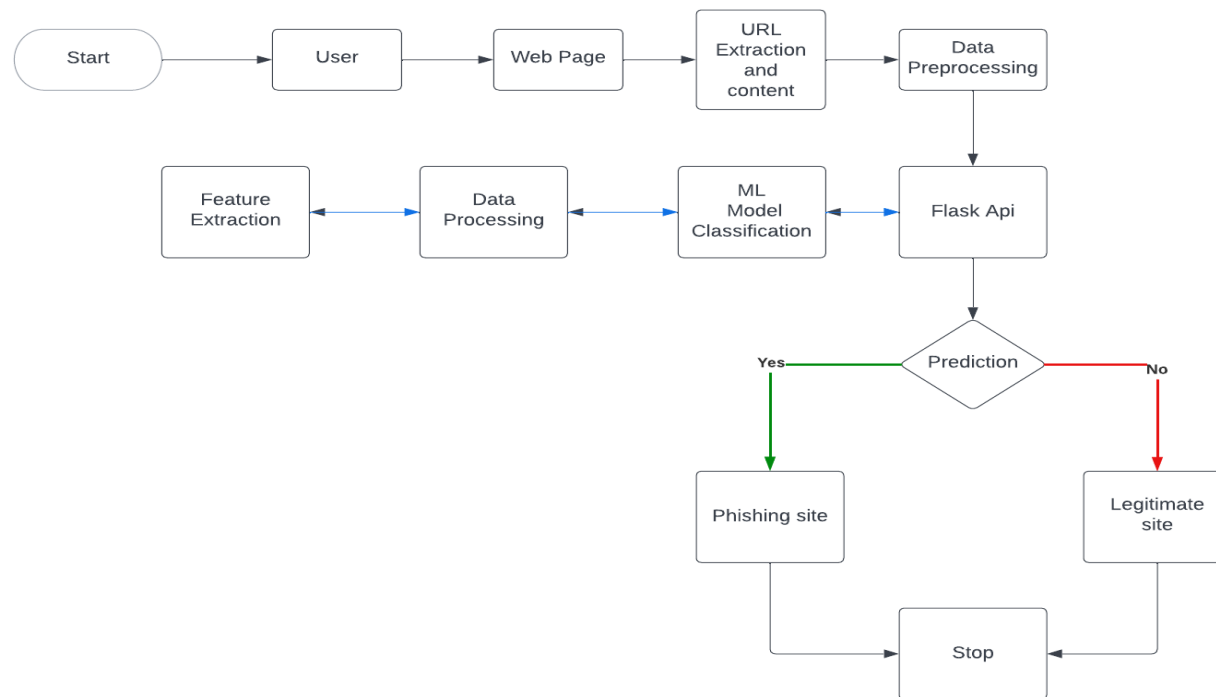 Start
User
Web Page
URL
Extraction
and
content
Data
Preprocessing
Feature
Extraction
Data
Processing
ML
Model
Classification
Flask Api
Prediction
Yes
No
Phishing site
Legitimate
site
Stop